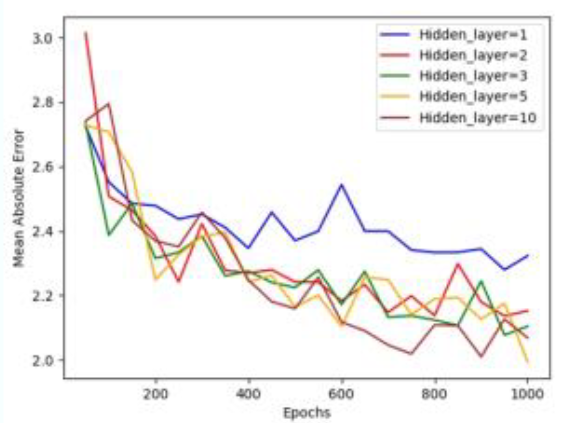 Hidden_layer=1
Hidden_layer=2
Hidden_layer=3
Hidden_layer=5
Hidden_layer=10
Mean Absolute Error
3.0
2.8
2.6
2.4
2.2
2.0
200 400 600 800 1000
Epochs